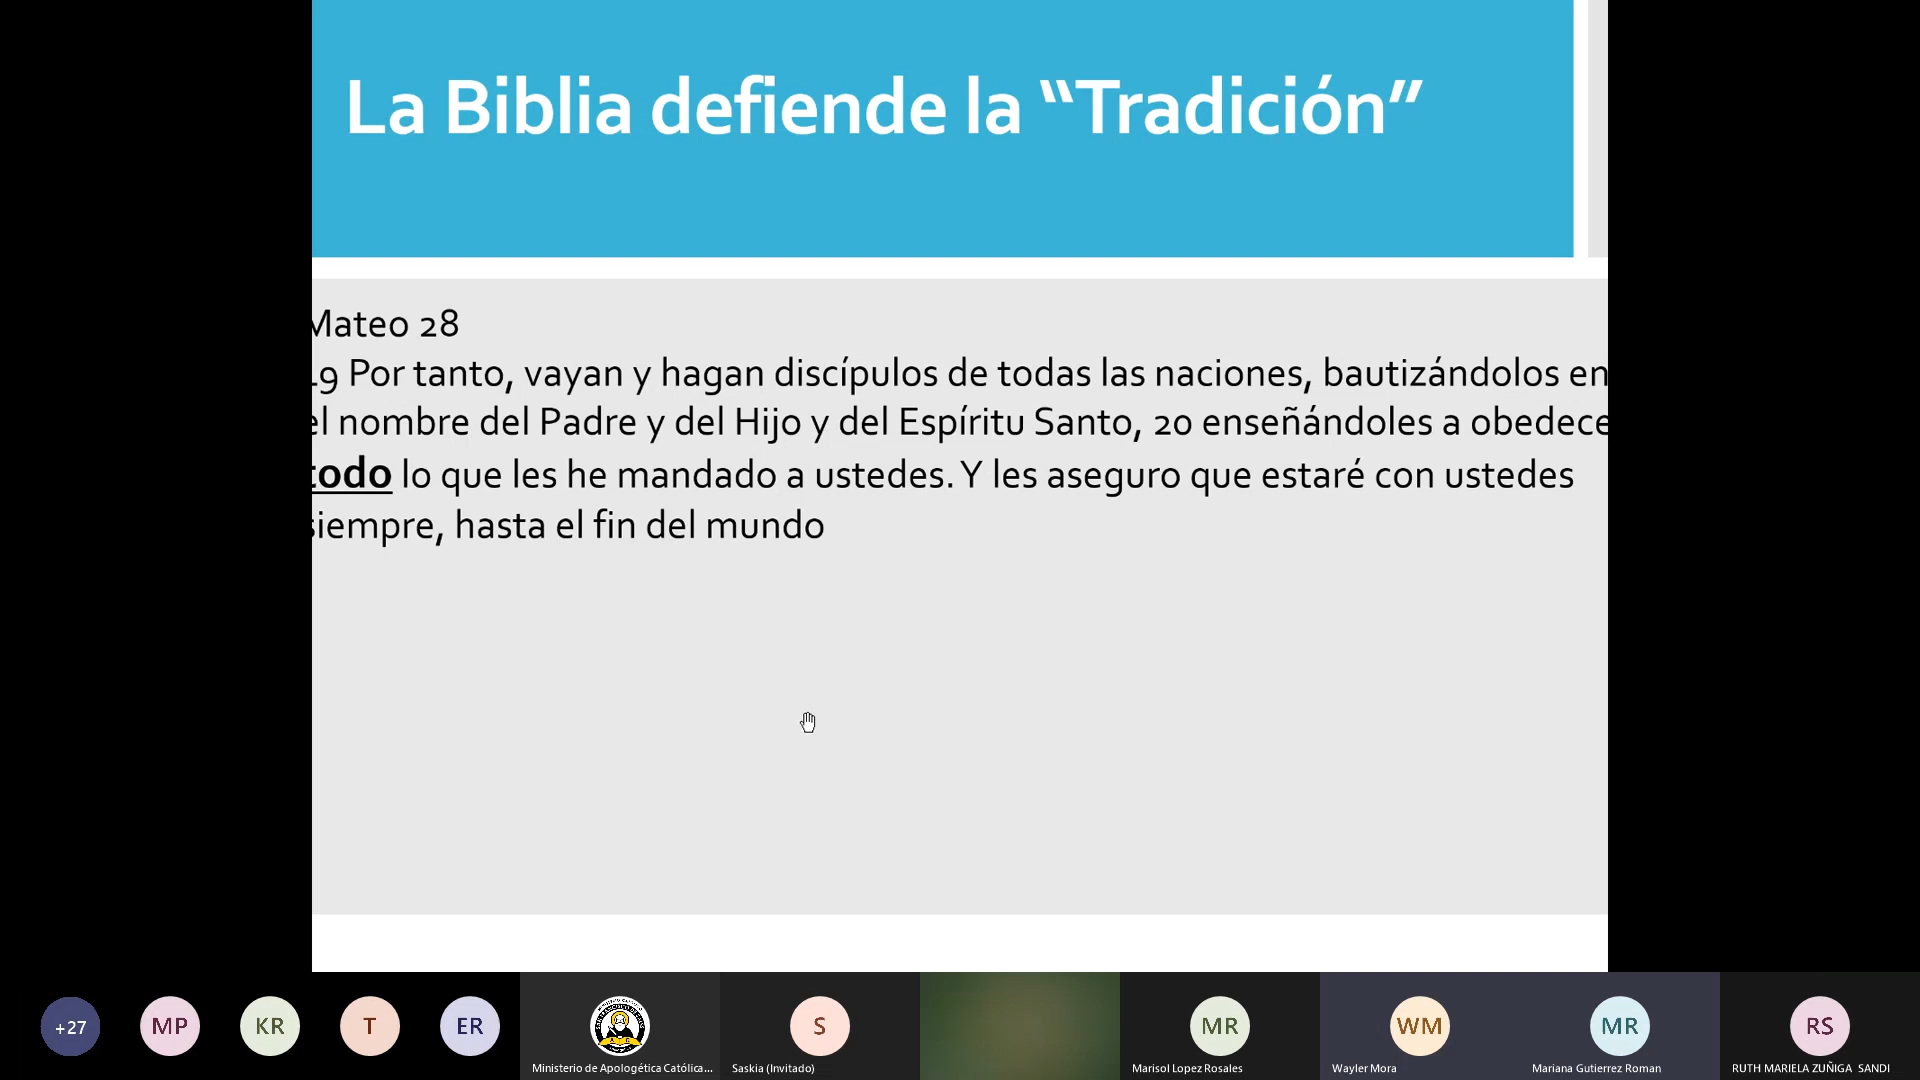 La Biblia defiende la “Tradición”
Mateo 28
19 Por tanto, vayan y hagan discípulos de todas las naciones, bautizándolos en
el nombre del Padre y del Hijo y del Espíritu Santo, 20 enseñándoles a obedece
todo lo que les he mandado a ustedes. Y les aseguro que estaré con ustedes
siempre, hasta el fin del mundo
+27
MP
KR
T
ER
Ministerio de Apologética Católica...
S
Saskia (Invitado)
MR
Marisol Lopez Rosales
WM
Wayler Mora
MR
Mariana Gutierrez Roman
RS
RUTH MARIELA ZUÑIGA SANDI